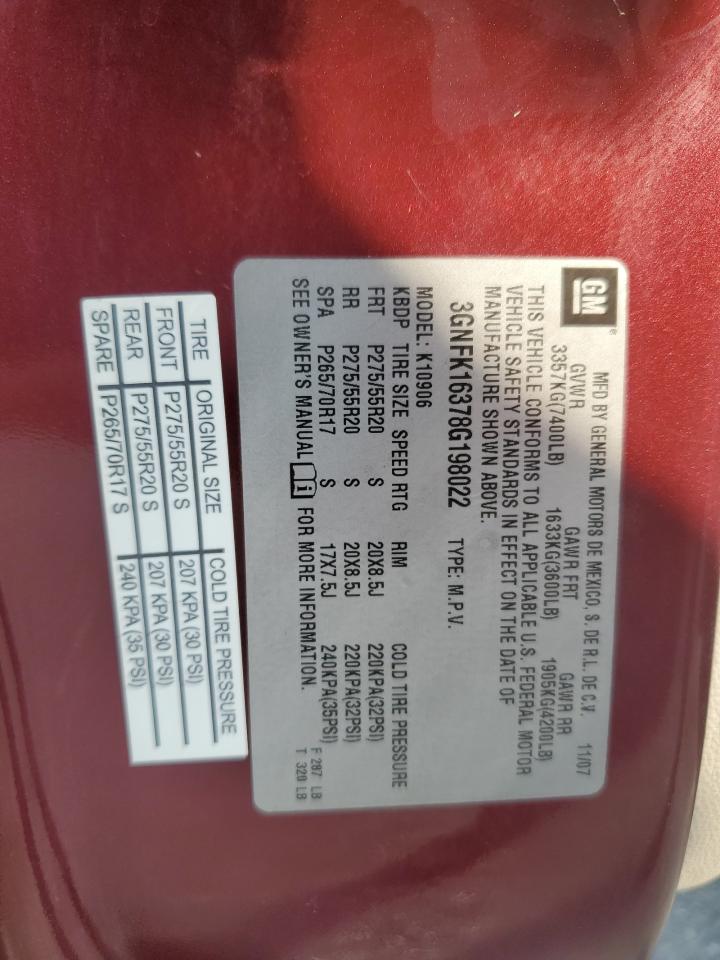 GM
®
MFD BY GENERAL MOTORS DE MEXICO, S. DE R.L. DE C.V. 11/07
GVWR GAWR FRT GAWR RR
3357KG(7400LB) 1633KG(3600LB) 1905KG(4200LB)
THIS VEHICLE CONFORMS TO ALL APPLICABLE U.S. FEDERAL MOTOR
VEHICLE SAFETY STANDARDS IN EFFECT ON THE DATE OF
MANUFACTURE SHOWN ABOVE.
3GNFK16378G198022 TYPE: M.P.V.
MODEL: K10906
KBDP TIRE SIZE SPEED RTG RIM COLD TIRE PRESSURE
FRT P275/55R20 S 20X8.5J 220KPA(32PSI)
RR P275/55R20 S 20X8.5J 220KPA(32PSI)
SPA P265/70R17 S 17X7.5J 240KPA(35PSI)
SEE OWNER'S MANUAL i FOR MORE INFORMATION.
F 287 LB
T 320 LB
TIRE ORIGINAL SIZE COLD TIRE PRESSURE
FRONT P275/55R20 S 207 KPA (30 PSI)
REAR P275/55R20 S 207 KPA (30 PSI)
SPARE P265/70R17 S 240 KPA (35 PSI)